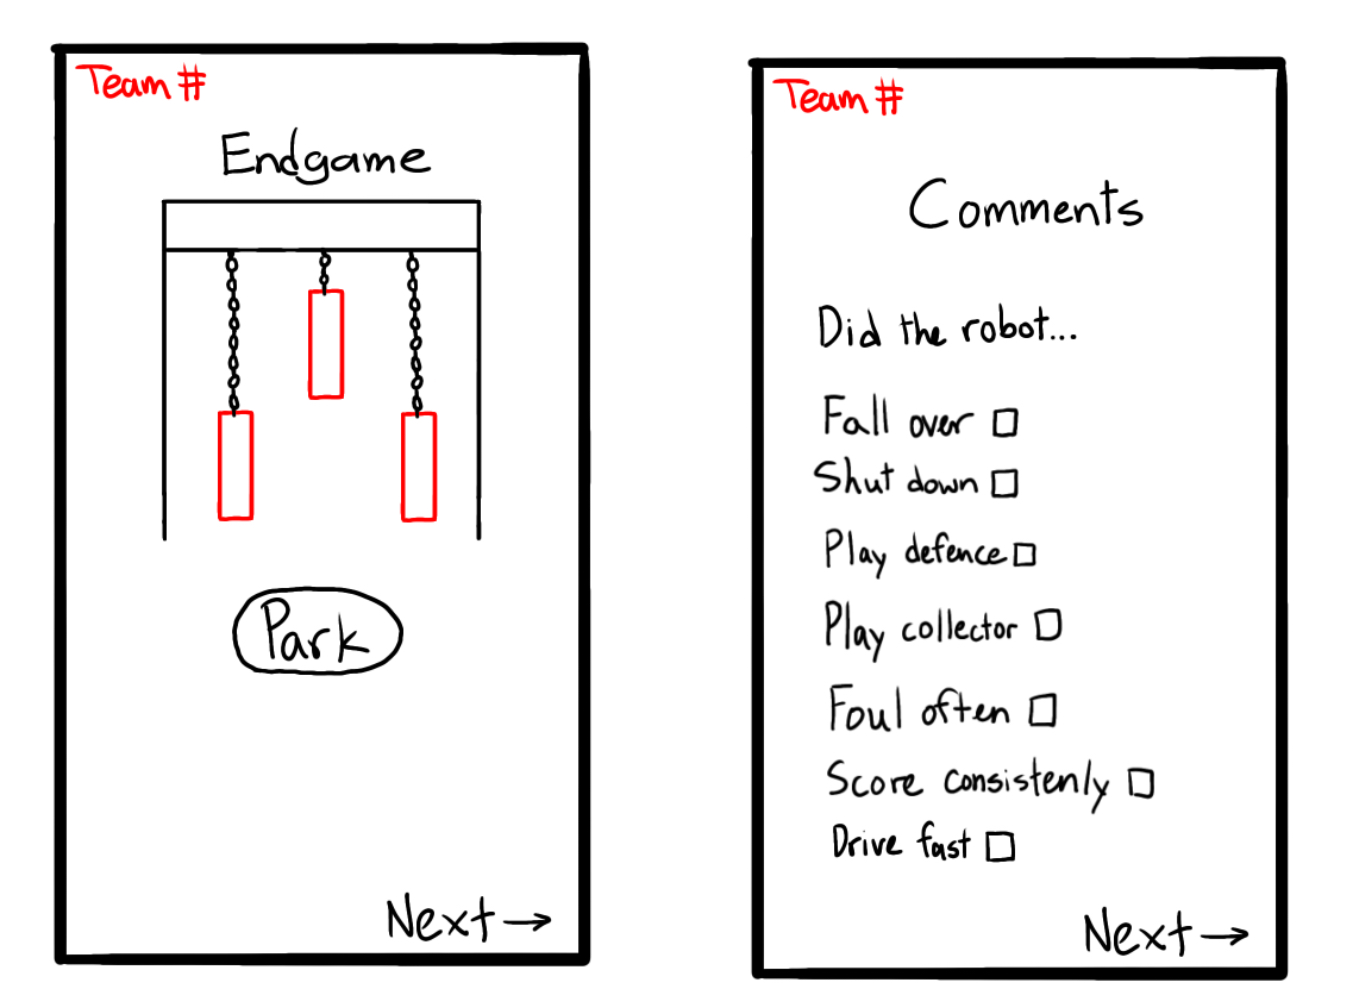 Team #
Endgame
Park
Next →
Team #
Comments
Did the robot...
Fall over □
Shut down □
Play defence □
Play collector □
Foul often □
Score consistenly □
Drive fast □
Next →